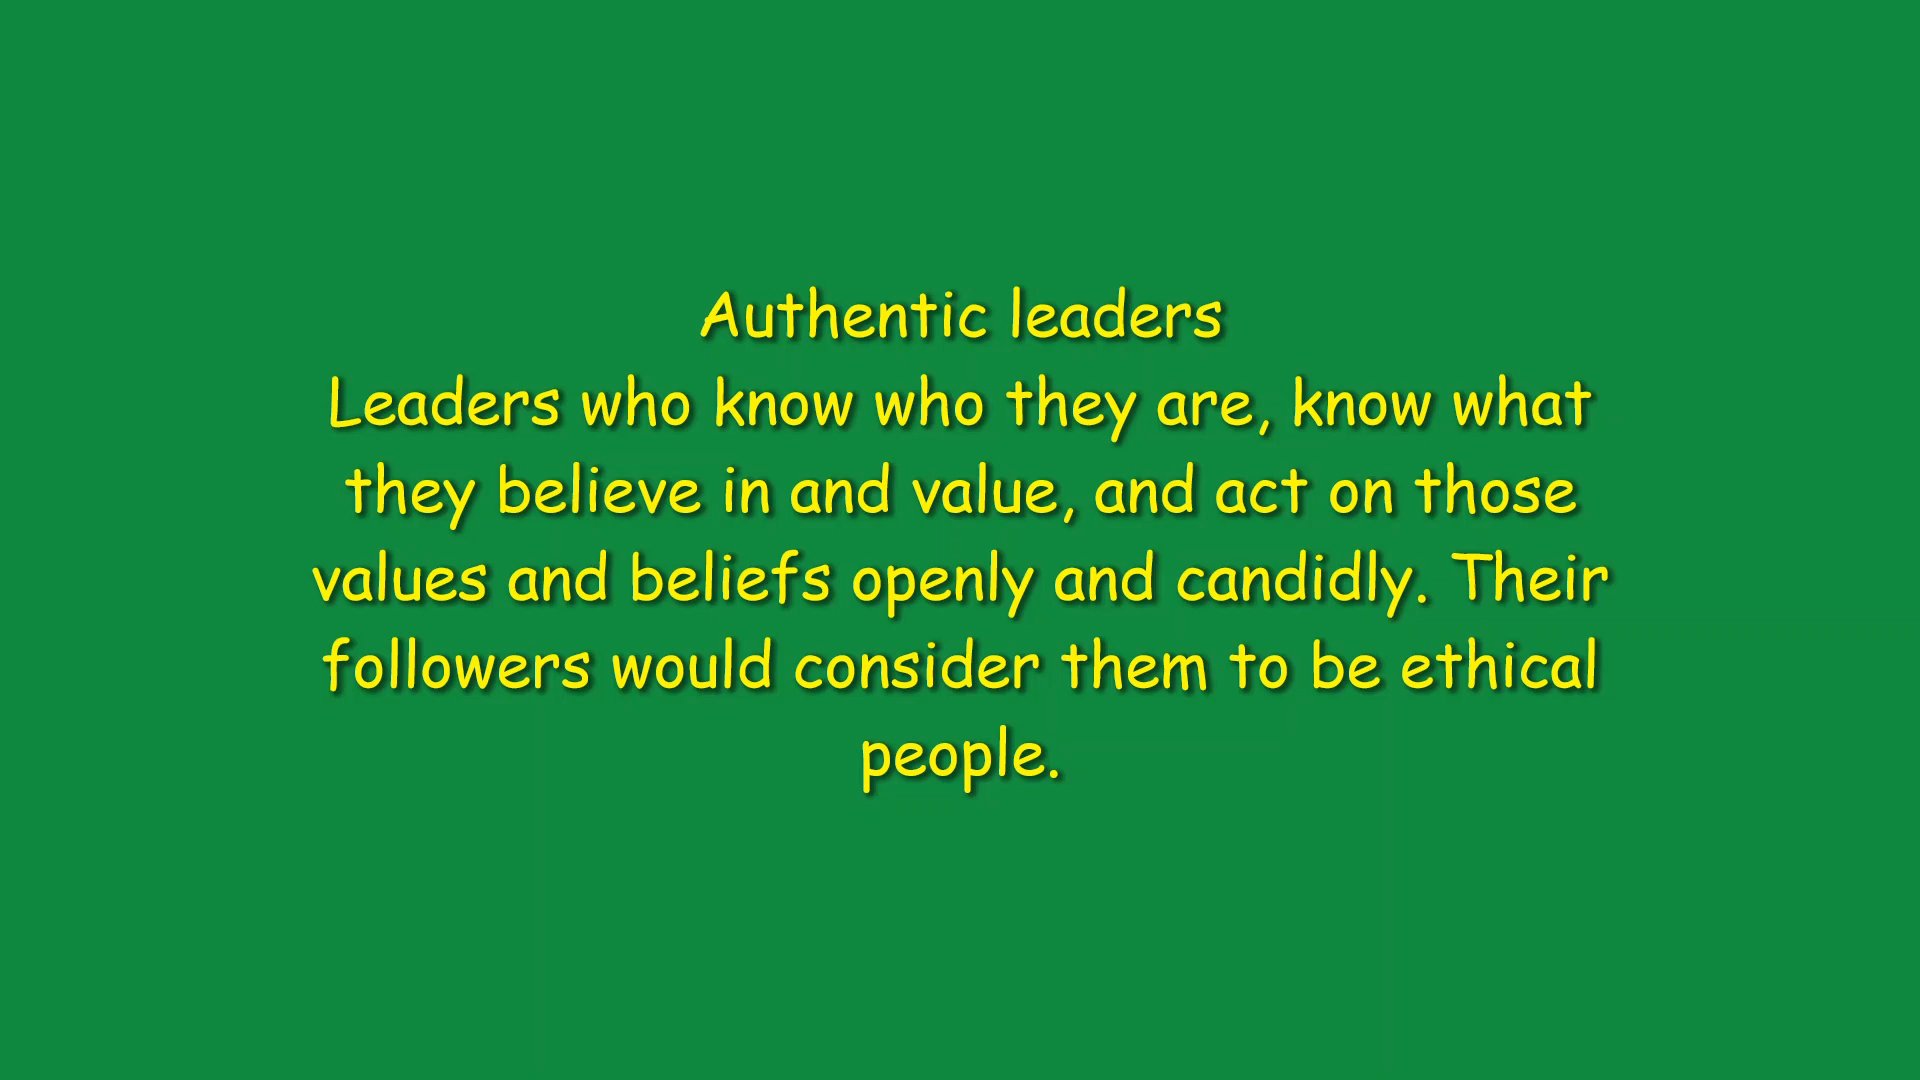 Authentic leaders
Leaders who know who they are, know what
they believe in and value, and act on those
values and beliefs openly and candidly. Their
followers would consider them to be ethical
people.